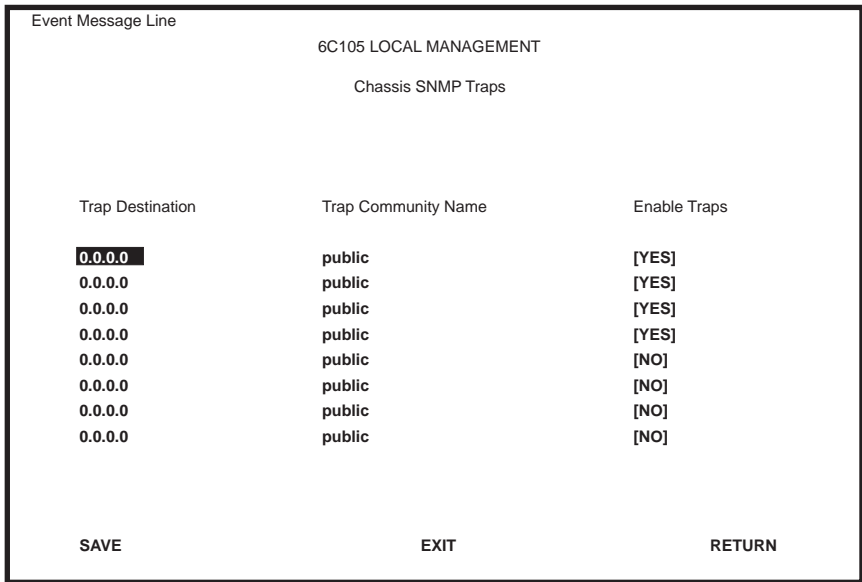 Event Message Line
6C105 LOCAL MANAGEMENT
Chassis SNMP Traps
Trap Destination Trap Community Name Enable Traps
0.0.0.0 public [YES]
0.0.0.0 public [YES]
0.0.0.0 public [YES]
0.0.0.0 public [YES]
0.0.0.0 public [NO]
0.0.0.0 public [NO]
0.0.0.0 public [NO]
0.0.0.0 public [NO]
SAVE EXIT RETURN